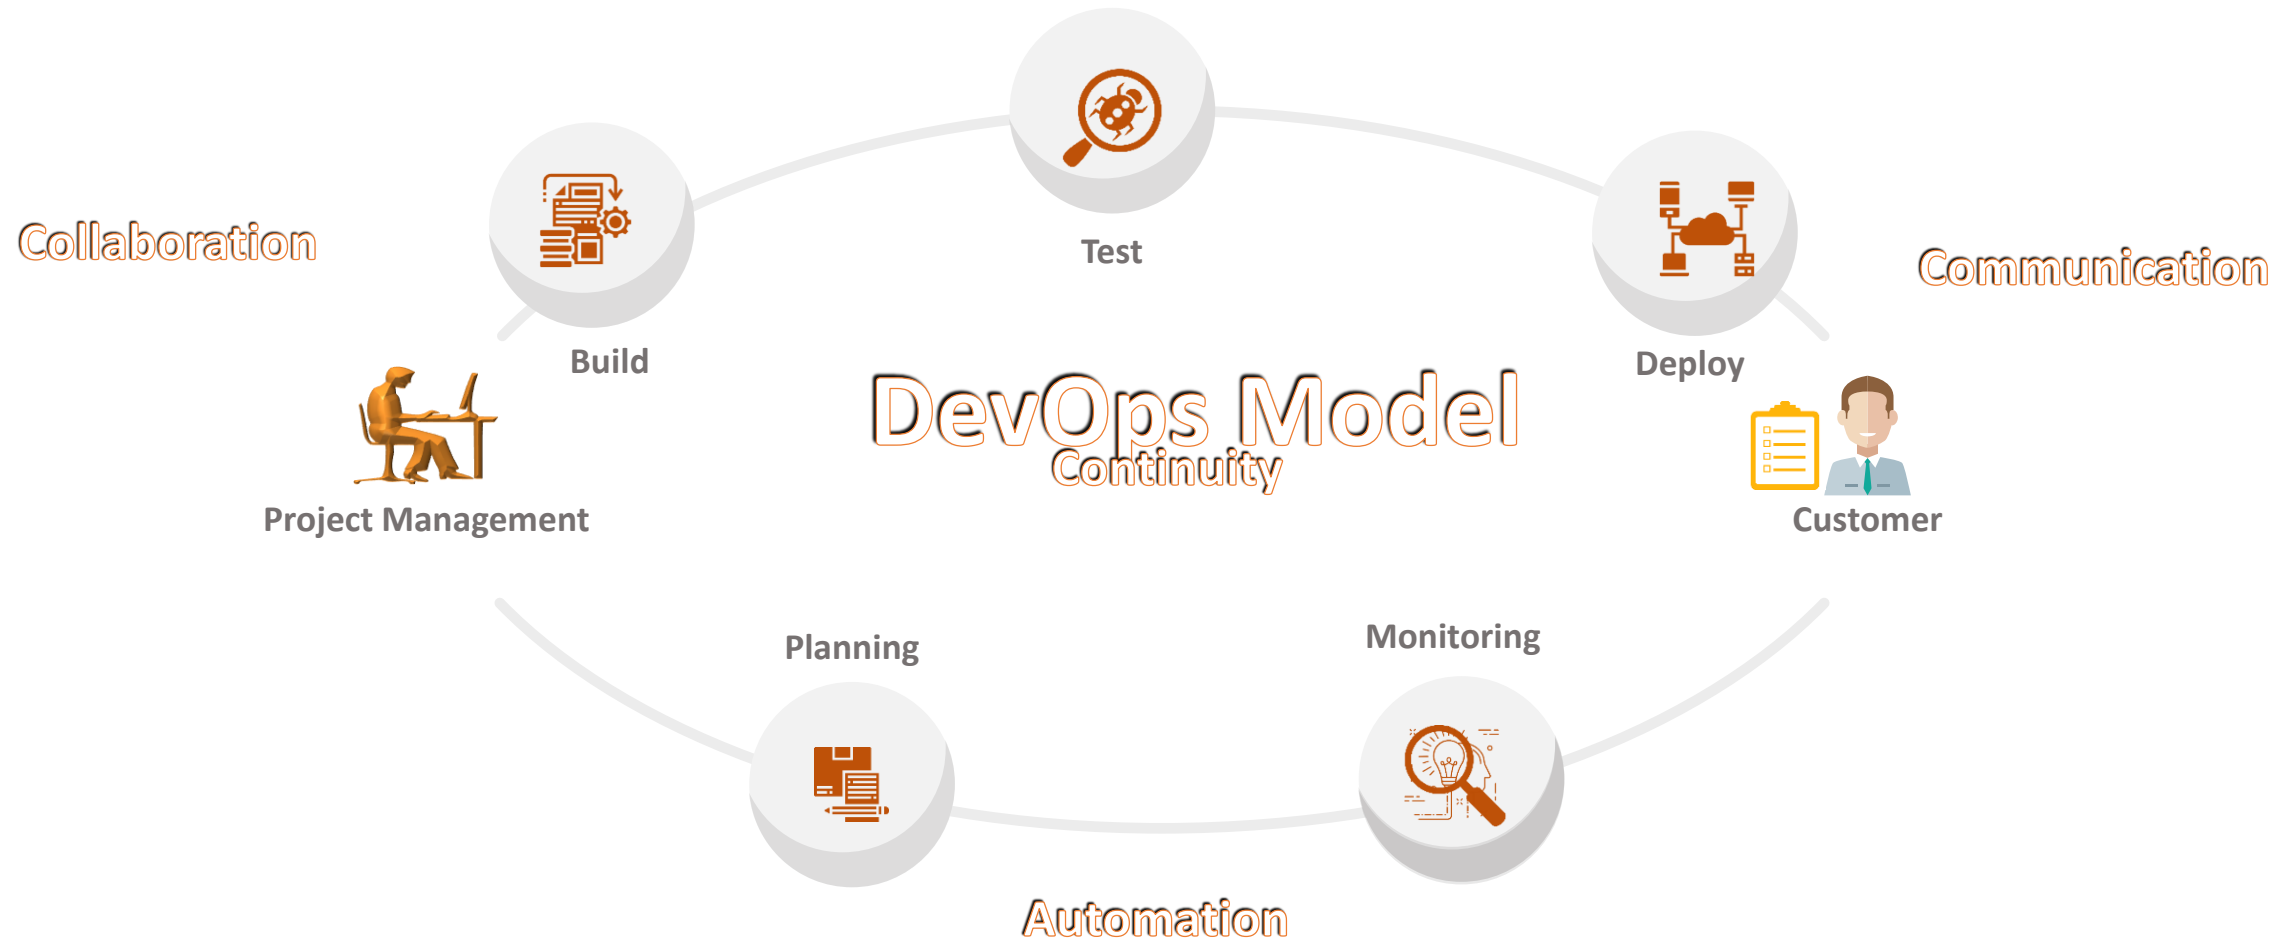 Test
Collaboration
Communication
Build
Deploy
DevOps Model
Continuity
Project Management
Customer
Planning
Monitoring
Automation